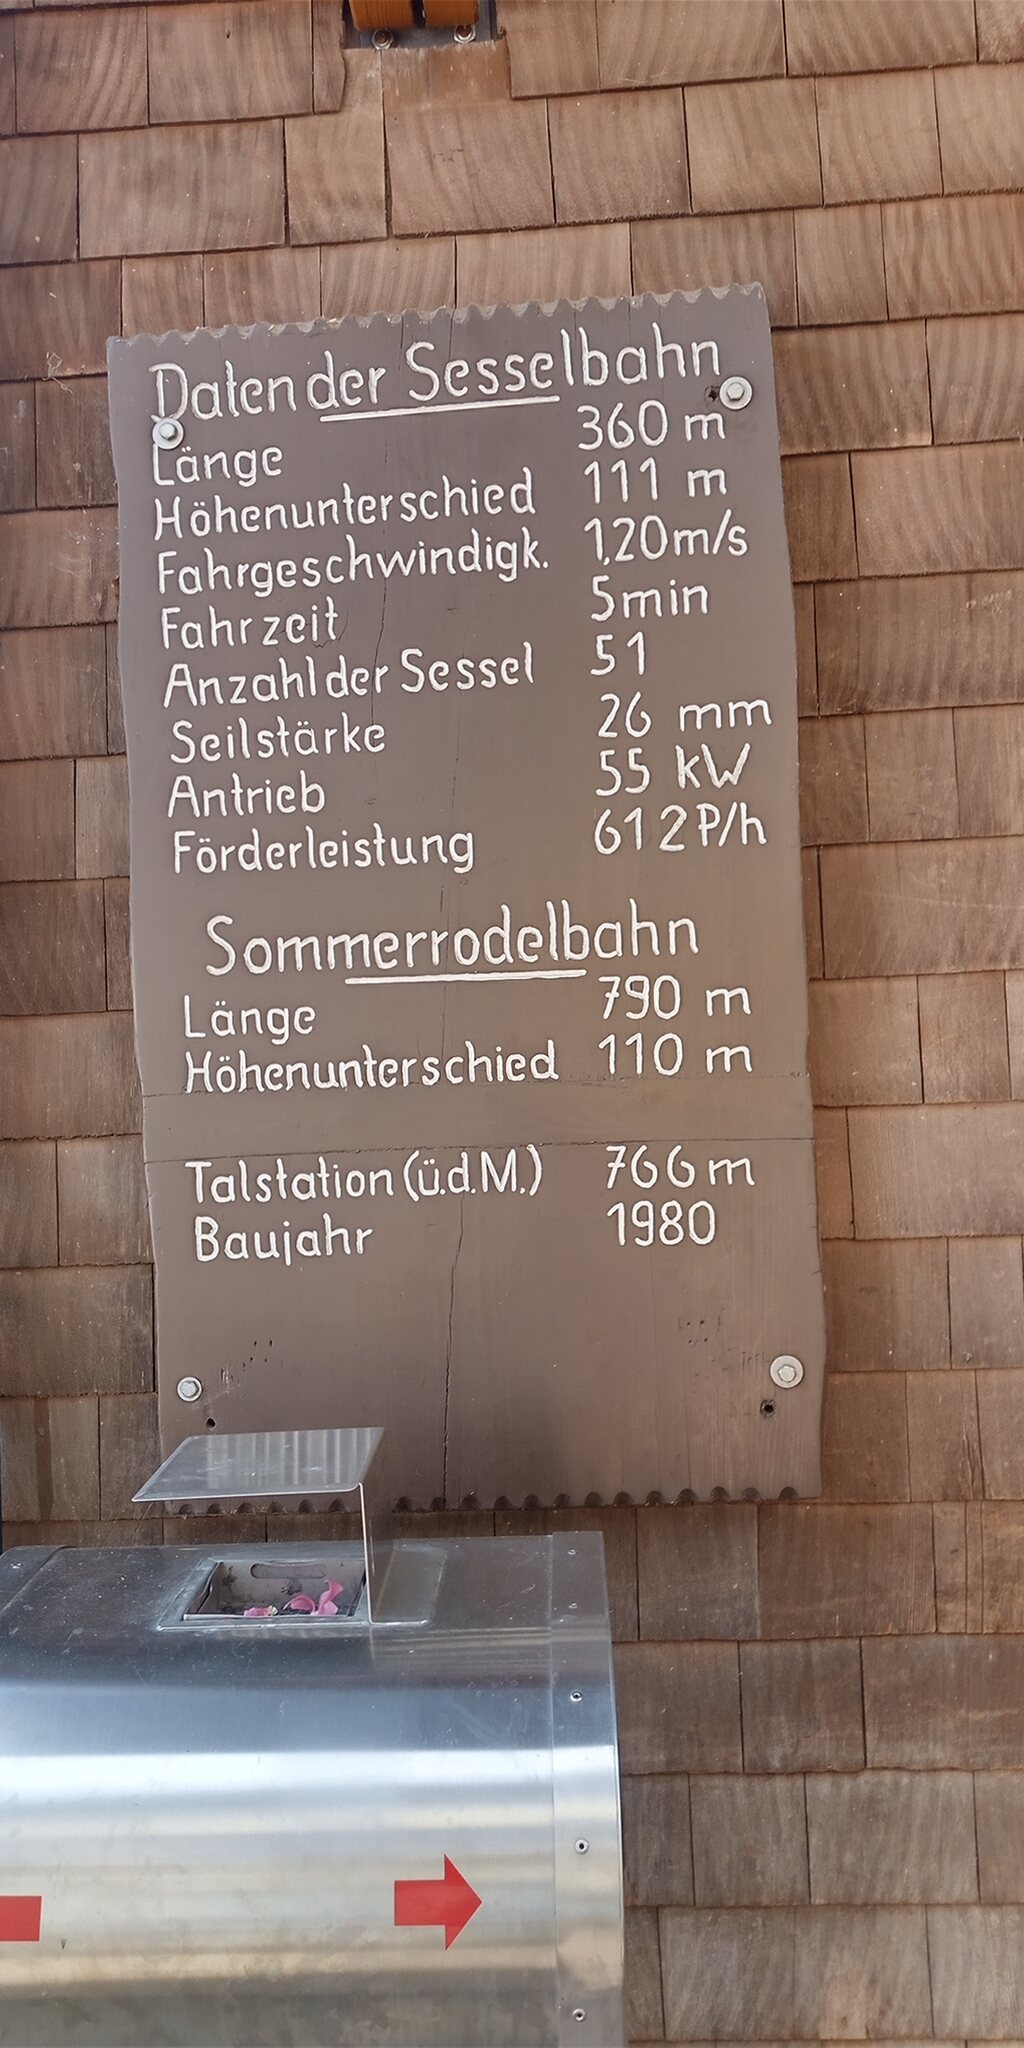 Daten der Sesselbahn
Länge 360 m
Höhenunterschied 111 m
Fahrgeschwindigk. 1,20 m/s
Fahrzeit 5 min
Anzahl der Sessel 51
Seilstärke 26 mm
Antrieb 55 kW
Förderleistung 612 P/h
Sommerrodelbahn
Länge 790 m
Höhenunterschied 110 m
Talstation (ü.d.M.) 766 m
Baujahr 1980